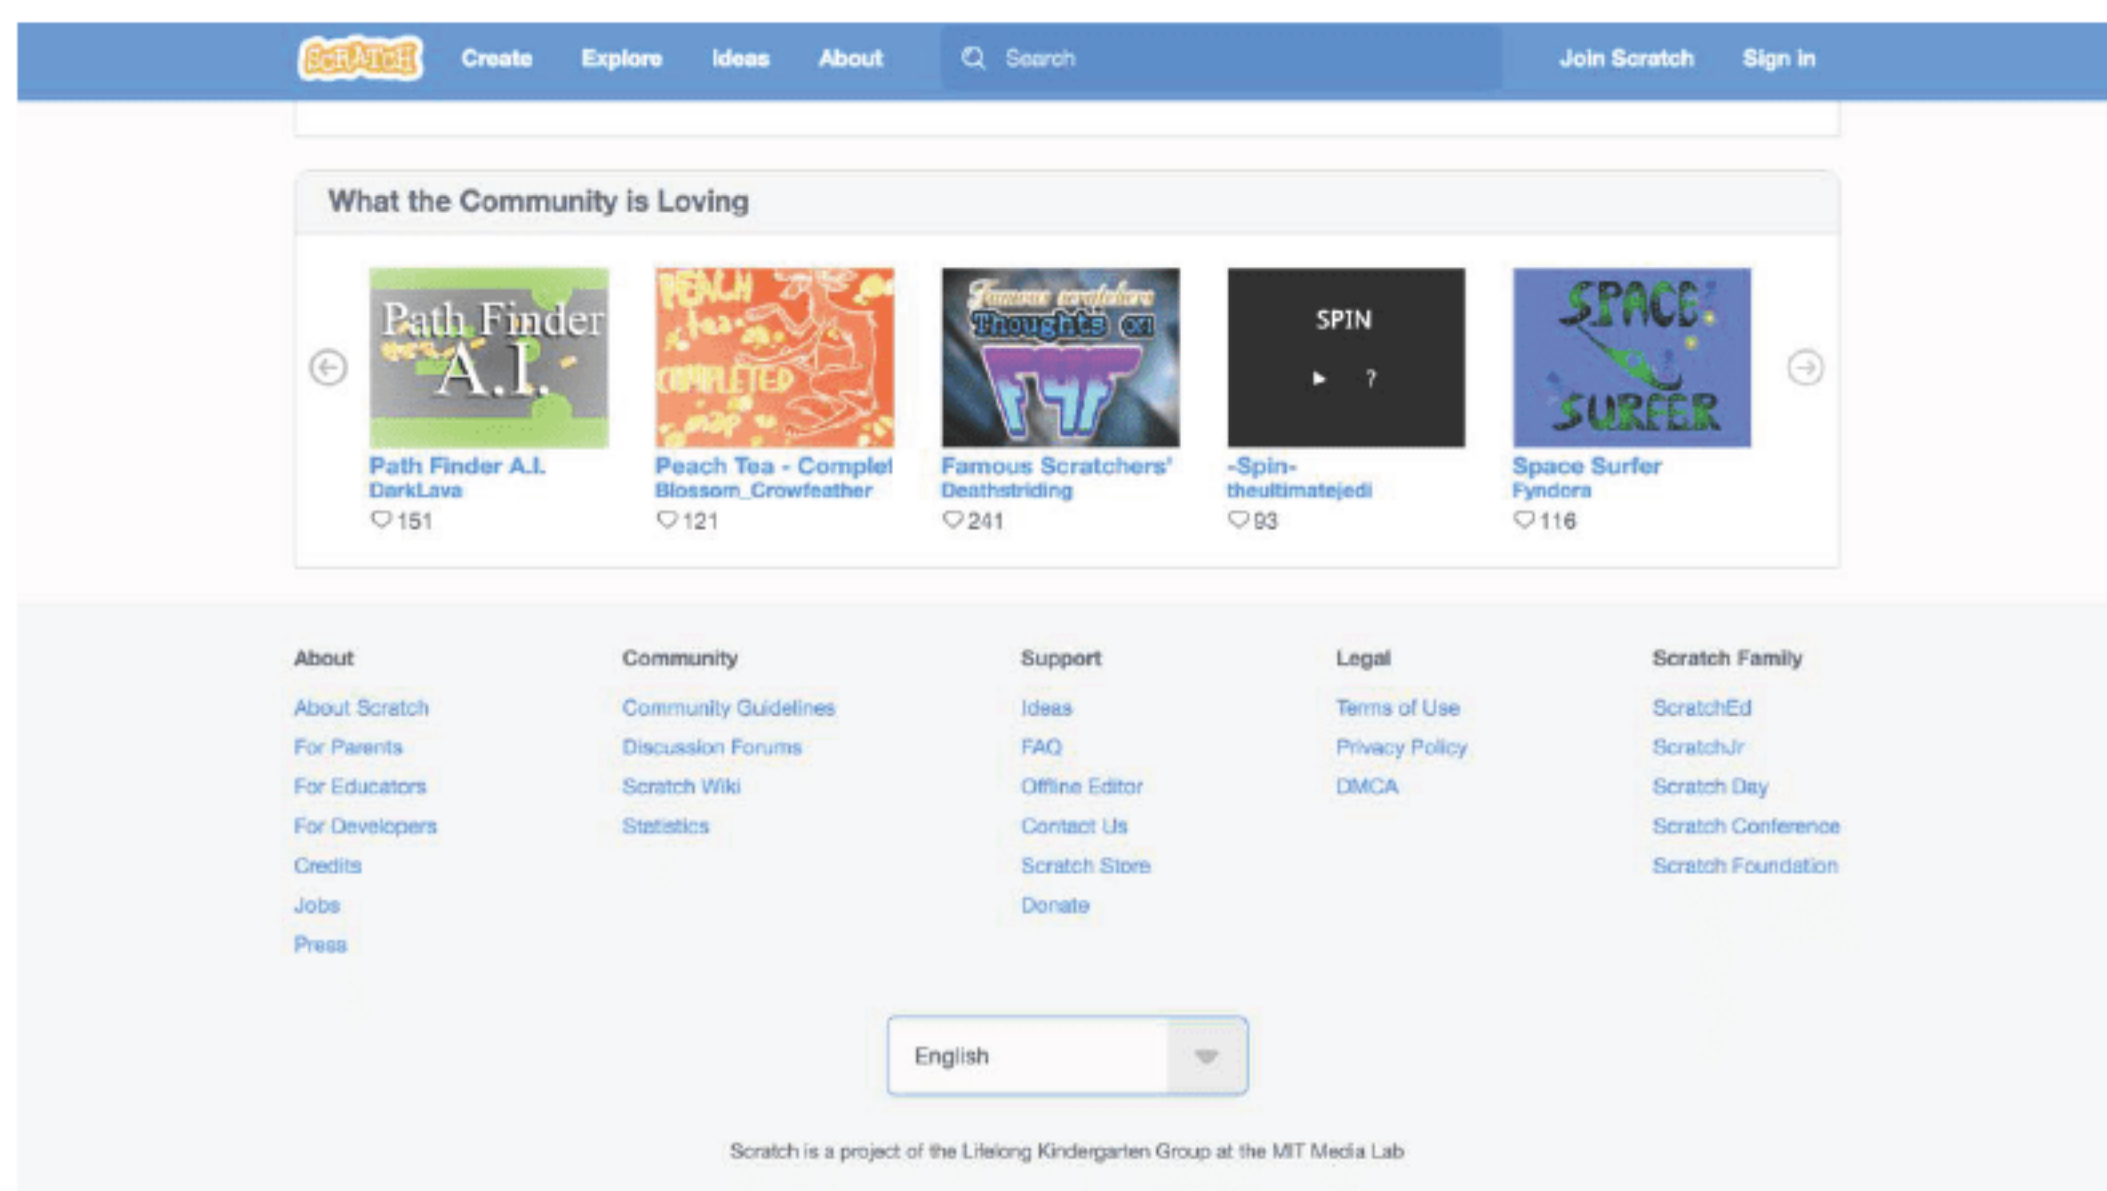 SCRATCH Create Explore Ideas About Search Join Scratch Sign in
What the Community is Loving
Path Finder
A.I.
PEACH
tea
COMPLETED
map
Famous scratchers
Thoughts on
SPIN
?
SPACE
SURFER
Path Finder A.I. Peach Tea - Complet Famous Scratchers' -Spin- Space Surfer
DarkLava Blossom_Crowfeather Deathstriding theultimatejedi Fyndora
151 121 241 93 116
About Community Support Legal Scratch Family
About Scratch Community Guidelines Ideas Terms of Use ScratchEd
For Parents Discussion Forums FAQ Privacy Policy ScratchJr
For Educators Scratch Wiki Offline Editor DMCA Scratch Day
For Developers Statistics Contact Us Scratch Conference
Credits Scratch Store Scratch Foundation
Jobs Donate
Press
English
Scratch is a project of the Lifelong Kindergarten Group at the MIT Media Lab